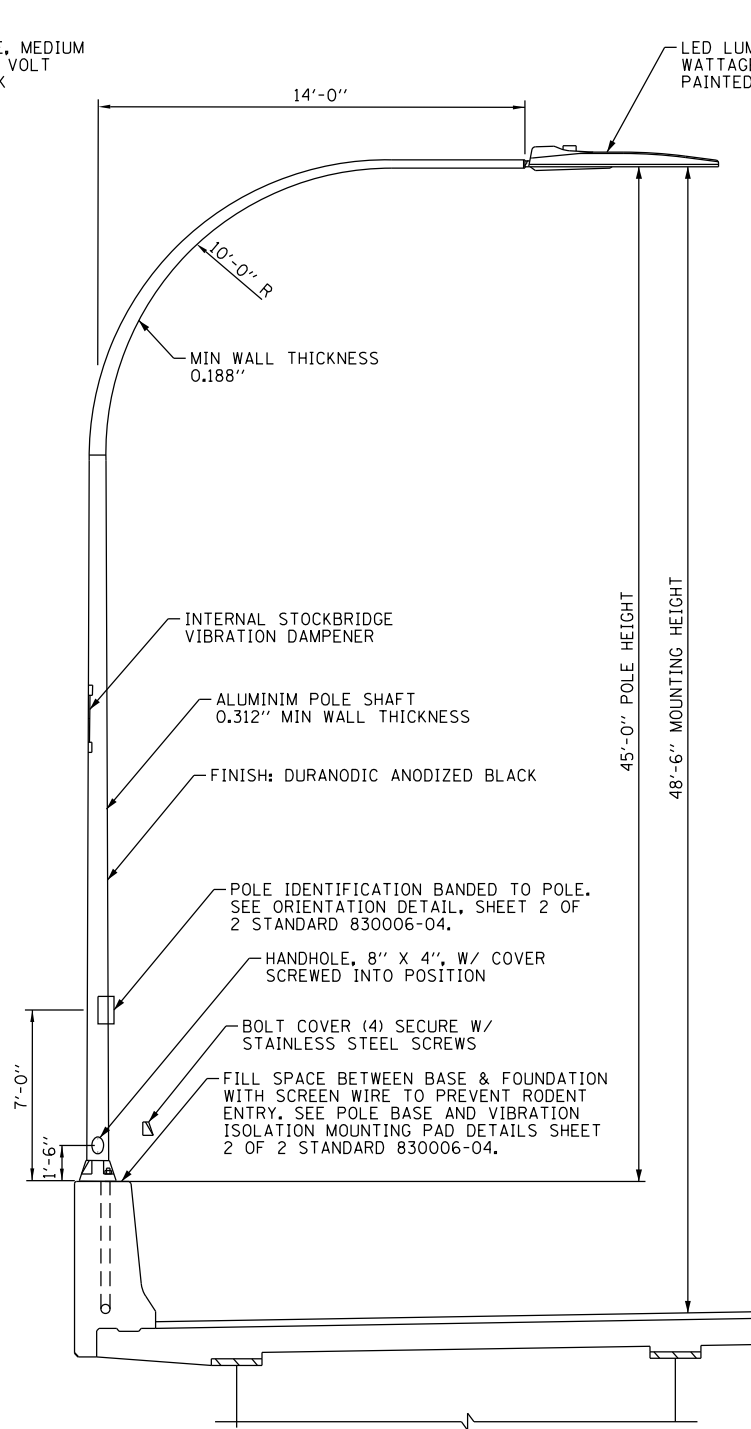 E, MEDIUM
VOLT
K
LED LUM
WATTAGE
PAINTED
14'-0"
10'-0" R
MIN WALL THICKNESS
0.188"
INTERNAL STOCKBRIDGE
VIBRATION DAMPENER
ALUMINIM POLE SHAFT
0.312" MIN WALL THICKNESS
FINISH: DURANODIC ANODIZED BLACK
45'-0" POLE HEIGHT
48'-6" MOUNTING HEIGHT
POLE IDENTIFICATION BANDED TO POLE.
SEE ORIENTATION DETAIL, SHEET 2 OF
2 STANDARD 830006-04.
HANDHOLE, 8" X 4", W/ COVER
SCREWED INTO POSITION
BOLT COVER (4) SECURE W/
STAINLESS STEEL SCREWS
FILL SPACE BETWEEN BASE & FOUNDATION
WITH SCREEN WIRE TO PREVENT RODENT
ENTRY. SEE POLE BASE AND VIBRATION
ISOLATION MOUNTING PAD DETAILS SHEET
2 OF 2 STANDARD 830006-04.
7'-0"
1'-6"